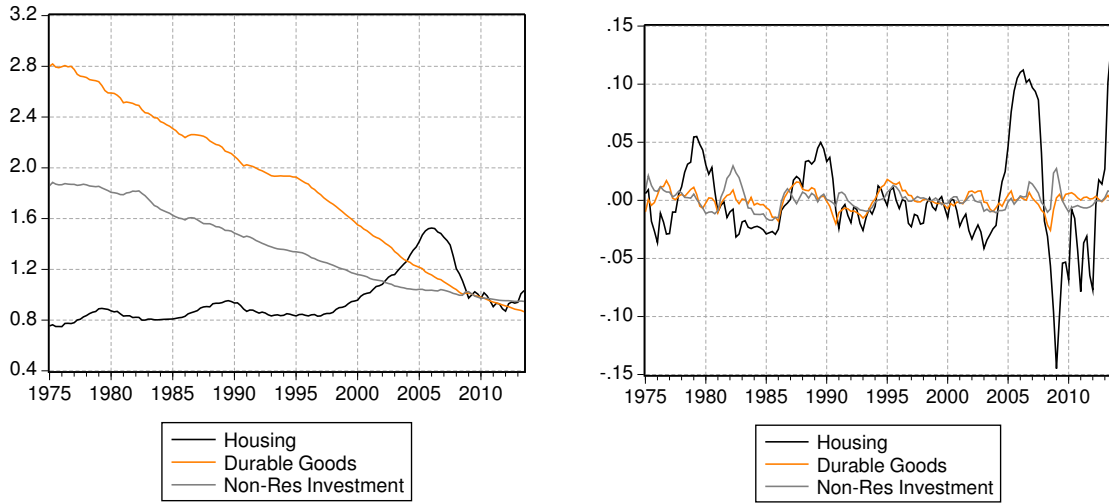 3.2
2.8
2.4
2.0
1.6
1.2
0.8
0.4
1975 1980 1985 1990 1995 2000 2005 2010
Housing
Durable Goods
Non-Res Investment
.15
.10
.05
.00
-.05
-.10
-.15
1975 1980 1985 1990 1995 2000 2005 2010
Housing
Durable Goods
Non-Res Investment